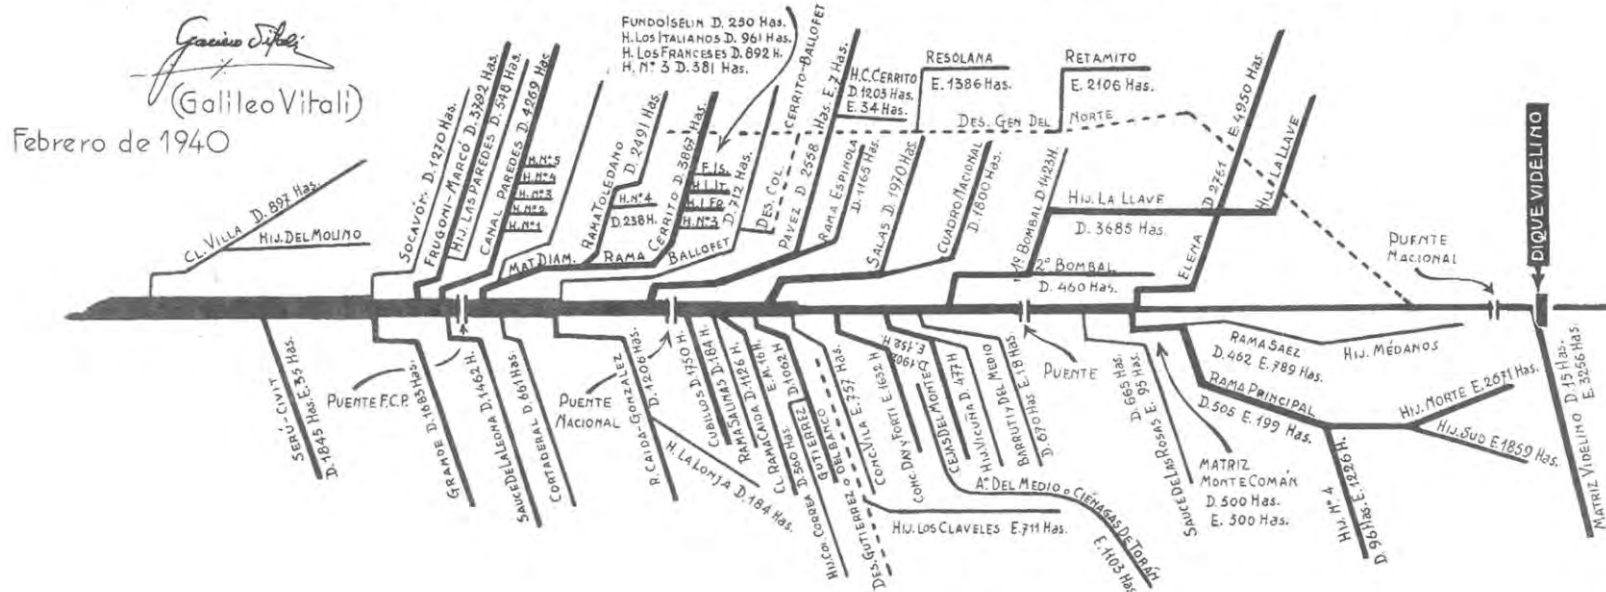 (Galileo Vitali)
Febrero de 1940
CL. VILLA D. 897 Has.
HIJ. DEL MOLINO
SOCAVÓN. D. 1270 Has.
FRUGONI-MARCÓ D. 3792 Has.
HIJ. LAS PAREDES D. 548 Has.
CANAL PAREDES D. 4269 Has
H. Nº 5
H. Nº 4
H. Nº 3
H. Nº 2
H. Nº 1
MAT. DIAM.
RAMA TOLEDANO
D. 2491 Has.
H. Nº 4
D. 238 H.
RAMA CERRITO D. 3867 Has.
FUNDO ISELIN D. 250 Has.
H. LOS ITALIANOS D. 961 Has.
H. LOS FRANCESES D. 892 H.
H. Nº 3 D. 381 Has.
F. Is.
H. l. It.
H. l. Fr.
H. Nº 3
BALLOFET
D. 712 Has.
DES. COL.
CERRITO-BALLOFET
PAVEZ D. 2558 Has. E. 7 Has.
H.C. CERRITO
D. 1203 Has.
E. 34 Has.
RAMA ESPINOLA
D. 1165 Has.
SALAS D. 1970 Has.
CUADRO NACIONAL
D. 1800 Has.
RESOLANA
E. 1386 Has.
RETAMITO
E. 2106 Has.
DES. GEN DEL NORTE
1º BOMBAL D. 1423 H.
2º BOMBAL
D. 460 Has.
HIJ. LA LLAVE
D. 3685 Has.
ELENA D. 2761 E. 4950 Has
HIJ. LA LLAVE
PUENTE
NACIONAL
DIQUE VIDELINO
SERÚ-CIVIT
D. 1845 Has. E. 35 Has.
PUENTE F.C.P.
GRANDE D. 1683 Has.
SAUCE DE LA LEONA D. 1462 H.
CORTADERAL D. 661 Has.
PUENTE
NACIONAL
R. CAIDA-GONZALEZ
D. 1206 Has.
H. LA LONJA D. 184 Has.
CUBILLOS D. 1750 H.
RAMA SALINAS D. 184 H.
RAMA CAIDA D. 1126 H.
CL. RAMA CAIDA E. M. 16 H.
HIJ. COR. CORREA D. 560 Has.
GUTIERREZ D. 1062 H
DES. GUTIERREZ o DEL BANCO
CONC. VILA E. 757 Has.
CONC. DAY FORTI E. 1632 H
CEJAS DEL MONTE D. 1902 E. 152 H.
HIJ. VICUÑA D. 477 H
BARRUTI Y DEL MEDIO
D. 670 Has E. 18 Has.
HIJ. LOS CLAVELES E. 711 Has.
Aº DEL MEDIO o CIÉNAGAS DE TORÁN
E. 1103 Has
PUENTE
SAUCE DE LAS ROSAS
D. 665 Has
E. 95 Has.
MATRIZ
MONTE COMÁN
D. 500 Has.
E. 500 Has.
RAMA SAEZ
D. 462 E. 789 Has.
HIJ. MÉDANOS
RAMA PRINCIPAL
D. 505 E. 199 Has.
HIJ. NORTE E. 2671 Has.
HIJ. SUD E. 1859 Has.
HIJ. Nº 4
D. 96 Has. E. 1226 H.
MATRIZ VIDELINO D. 15 Has.
E. 3256 Has